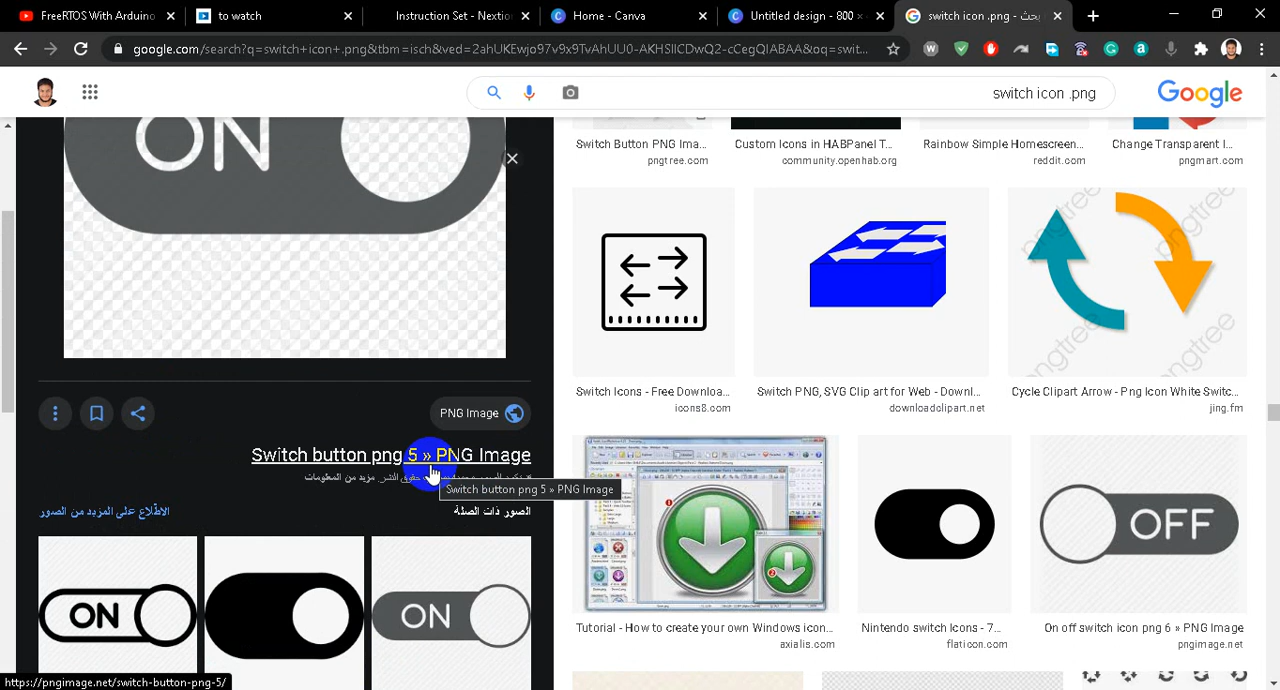 FreeRTOS With Arduino
to watch
Instruction Set - Nextio
Home - Canva
Untitled design - 800 ×
switch icon .png - بحث
google.com/search?q=switch+icon+.png&tbm=isch&ved=2ahUKEwjo97v9x9TvAhUU0-AKHSIICDwQ2-cCegQIABAA&oq=swit...
switch icon .png
Google
ON
Switch Button PNG Ima...
pngtree.com
Custom Icons in HABPanel T...
community.openhab.org
Rainbow Simple Homescreen...
reddit.com
Change Transparent I...
pngmart.com
pngtree
pngtree
pngtree
Switch Icons - Free Downloa...
icons8.com
Switch PNG, SVG Clip art for Web - Downl...
downloadclipart.net
Cycle Clipart Arrow - Png Icon White Switc...
jing.fm
PNG Image
Switch button png 5 » PNG Image
حقوق النشر. مزيد من المعلومات
Switch button png 5 » PNG Image
الصور ذات الصلة
الاطّلاع على المزيد من الصور
ON
ON
OFF
Tutorial - How to create your own Windows icon...
axialis.com
Nintendo switch Icons - 7...
flaticon.com
On off switch icon png 6 » PNG Image
pngimage.net
https://pngimage.net/switch-button-png-5/